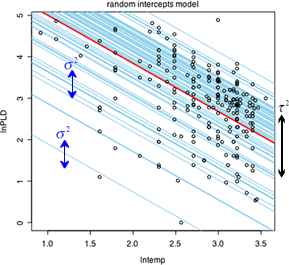 random intercepts model
5
4
3
2
1
0
lnPLD
σ²
σ²
τ²
1.0 1.5 2.0 2.5 3.0 3.5
lntemp